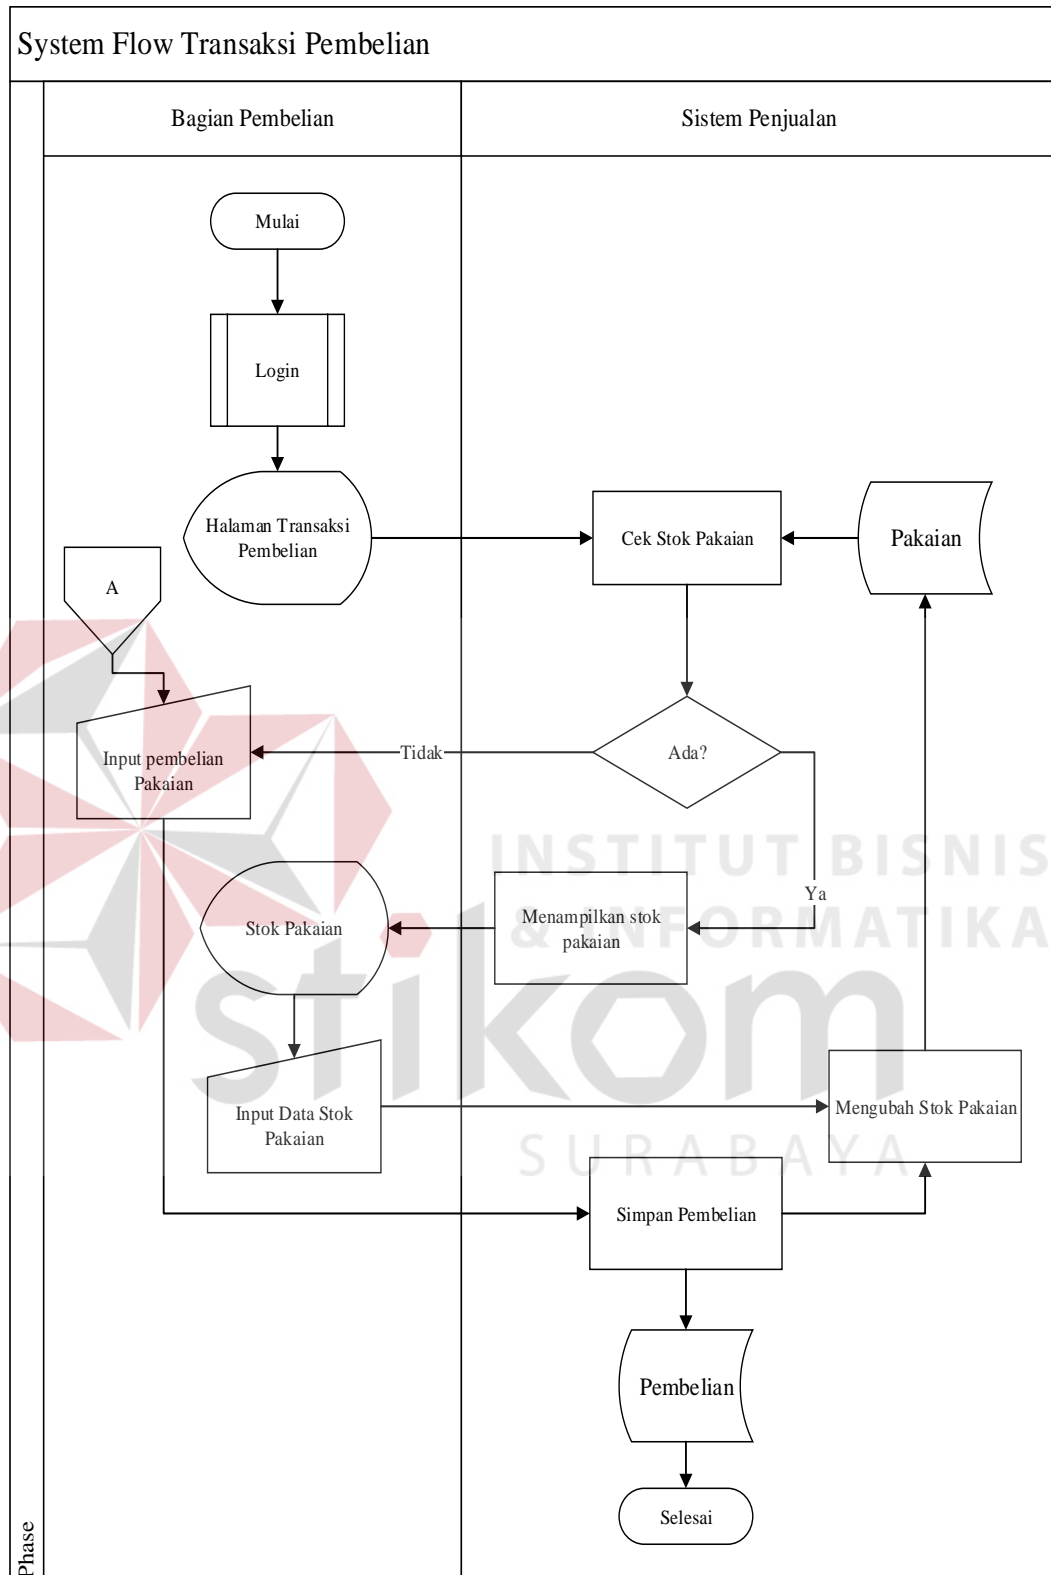 System Flow Transaksi Pembelian
Bagian Pembelian
Sistem Penjualan
Mulai
Login
Halaman Transaksi
Pembelian
Cek Stok Pakaian
Pakaian
A
Input pembelian
Pakaian
Tidak
Ada?
Ya
Stok Pakaian
Menampilkan stok
pakaian
Input Data Stok
Pakaian
Mengubah Stok Pakaian
Simpan Pembelian
Pembelian
Selesai
Phase
INSTITUT BISNIS
& INFORMATIKA
stikom
SURABAYA